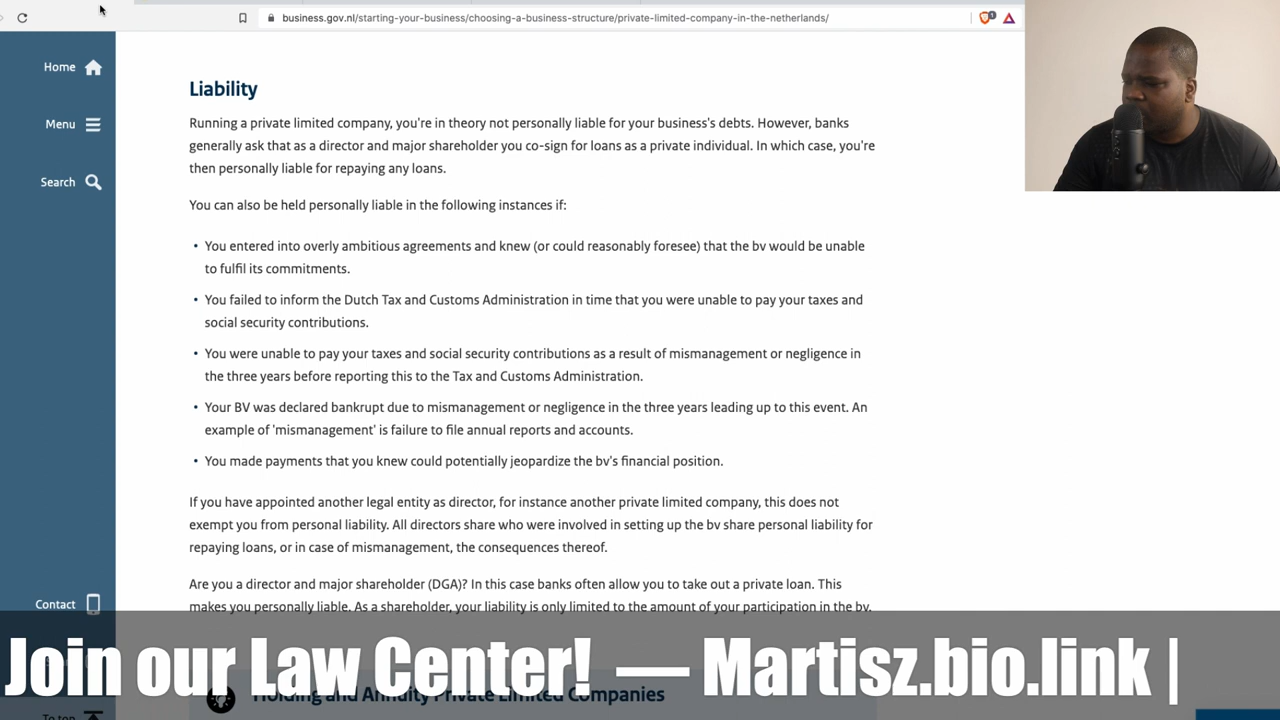 business.gov.nl/starting-your-business/choosing-a-business-structure/private-limited-company-in-the-netherlands/
1
Home
Menu
Search
Liability
Running a private limited company, you're in theory not personally liable for your business's debts. However, banks
generally ask that as a director and major shareholder you co-sign for loans as a private individual. In which case, you're
then personally liable for repaying any loans.
You can also be held personally liable in the following instances if:
• You entered into overly ambitious agreements and knew (or could reasonably foresee) that the bv would be unable
to fulfil its commitments.
• You failed to inform the Dutch Tax and Customs Administration in time that you were unable to pay your taxes and
social security contributions.
• You were unable to pay your taxes and social security contributions as a result of mismanagement or negligence in
the three years before reporting this to the Tax and Customs Administration.
• Your BV was declared bankrupt due to mismanagement or negligence in the three years leading up to this event. An
example of 'mismanagement' is failure to file annual reports and accounts.
• You made payments that you knew could potentially jeopardize the bv's financial position.
If you have appointed another legal entity as director, for instance another private limited company, this does not
exempt you from personal liability. All directors share who were involved in setting up the bv share personal liability for
repaying loans, or in case of mismanagement, the consequences thereof.
Are you a director and major shareholder (DGA)? In this case banks often allow you to take out a private loan. This
makes you personally liable. As a shareholder, your liability is only limited to the amount of your participation in the bv.
Contact
Join our Law Center! — Martisz.bio.link |
Holding and Annuity Private Limited Companies
To top